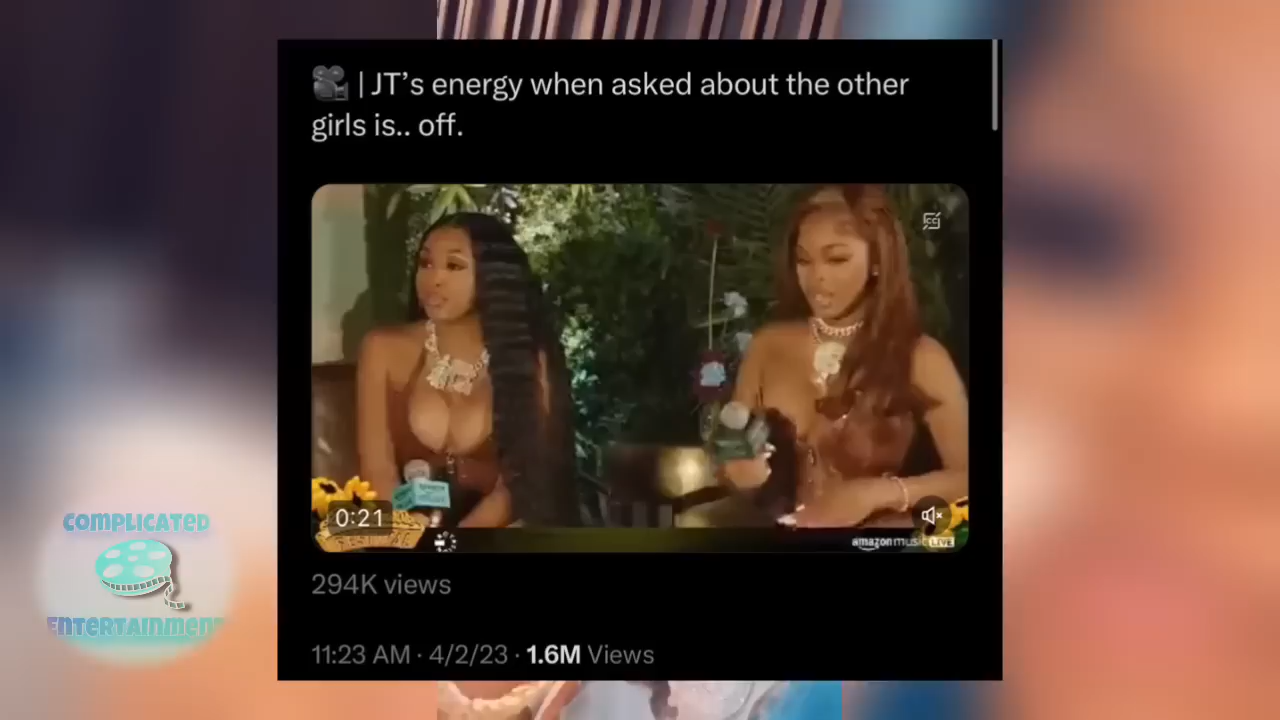 🎥 | JT’s energy when asked about the other
girls is.. off.
0:21
FESTIVAL
amazon music LIVE
294K views
11:23 AM · 4/2/23 · 1.6M Views
COMPLICATED
ENTERTAINMENT